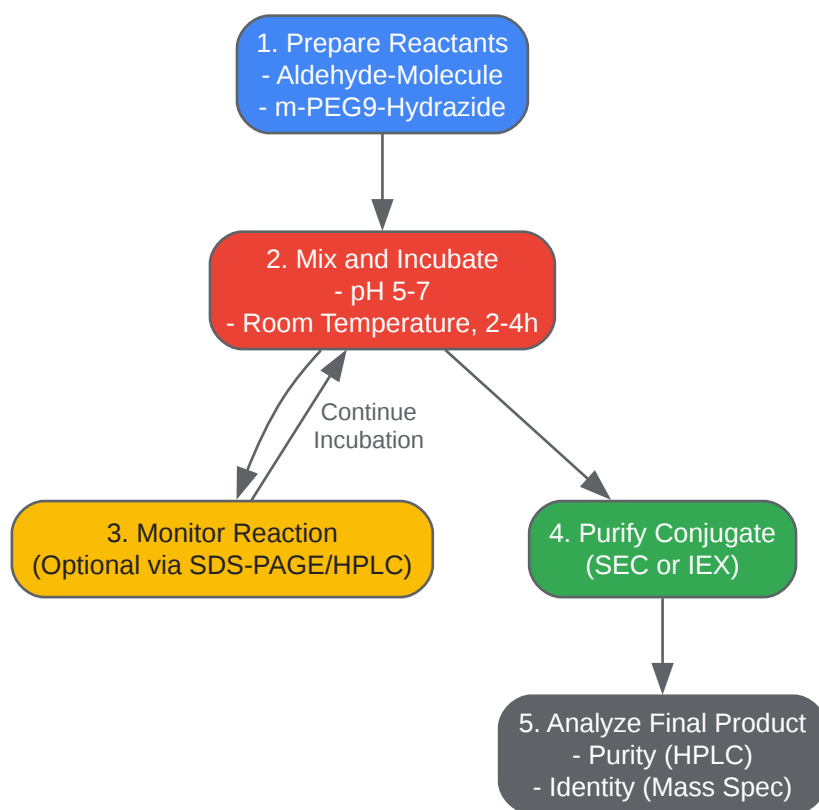 1. Prepare Reactants
- Aldehyde-Molecule
- m-PEG9-Hydrazide
2. Mix and Incubate
- pH 5-7
- Room Temperature, 2-4h
Continue
Incubation
3. Monitor Reaction
(Optional via SDS-PAGE/HPLC)
4. Purify Conjugate
(SEC or IEX)
5. Analyze Final Product
- Purity (HPLC)
- Identity (Mass Spec)